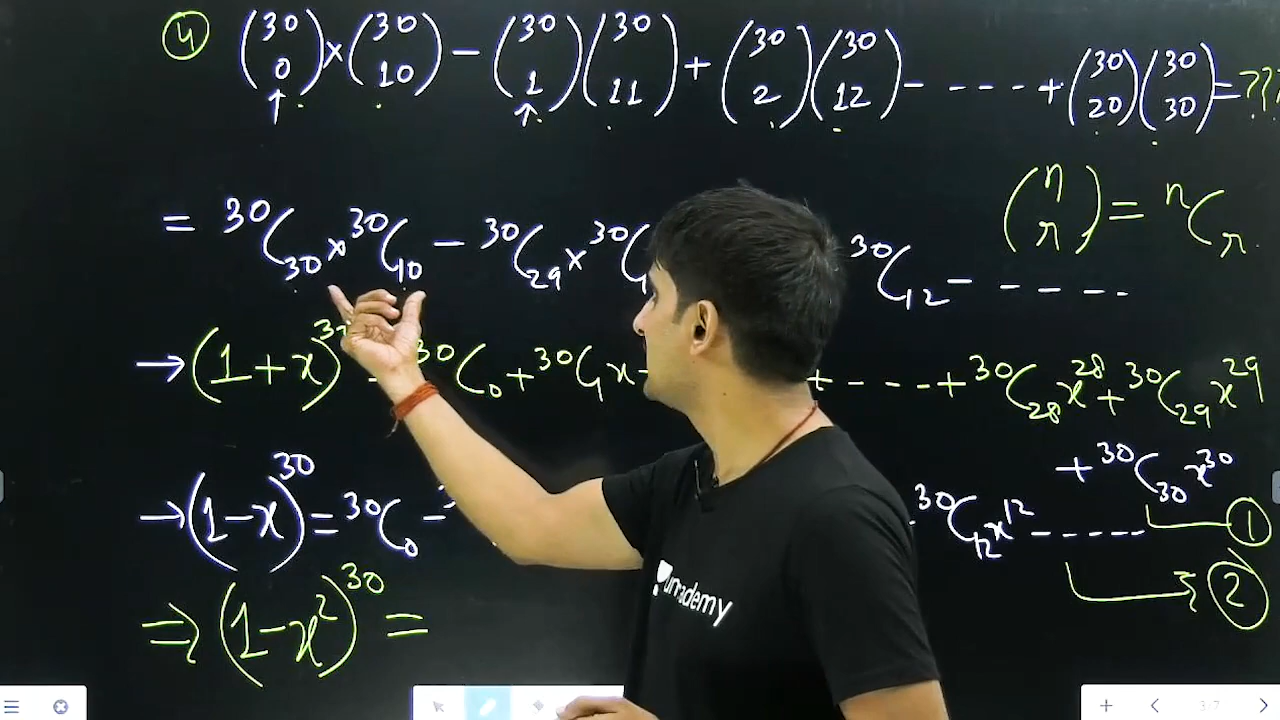 ④ (30 0) × (30 10) − (30 1)(30 11) + (30 2)(30 12) − - - - + (30 20)(30 30) = ???
(n r) = ⁿCᵣ
= ³⁰C₃₀ × ³⁰C₁₀ − ³⁰C₂₉ × ³⁰C ³⁰C₁₂ − - - - -
→ (1+x) ³⁰C₀ + ³⁰C₁x + - - - + ³⁰C₂₈x²⁸ + ³⁰C₂₉x²⁹
+ ³⁰C₃₀x³⁰
①
→ (1−x)³⁰ = ³⁰C₀ − ³⁰C₁₂x¹² - - - - -
②
⇒ (1−x²)³⁰ =
unacademy
37